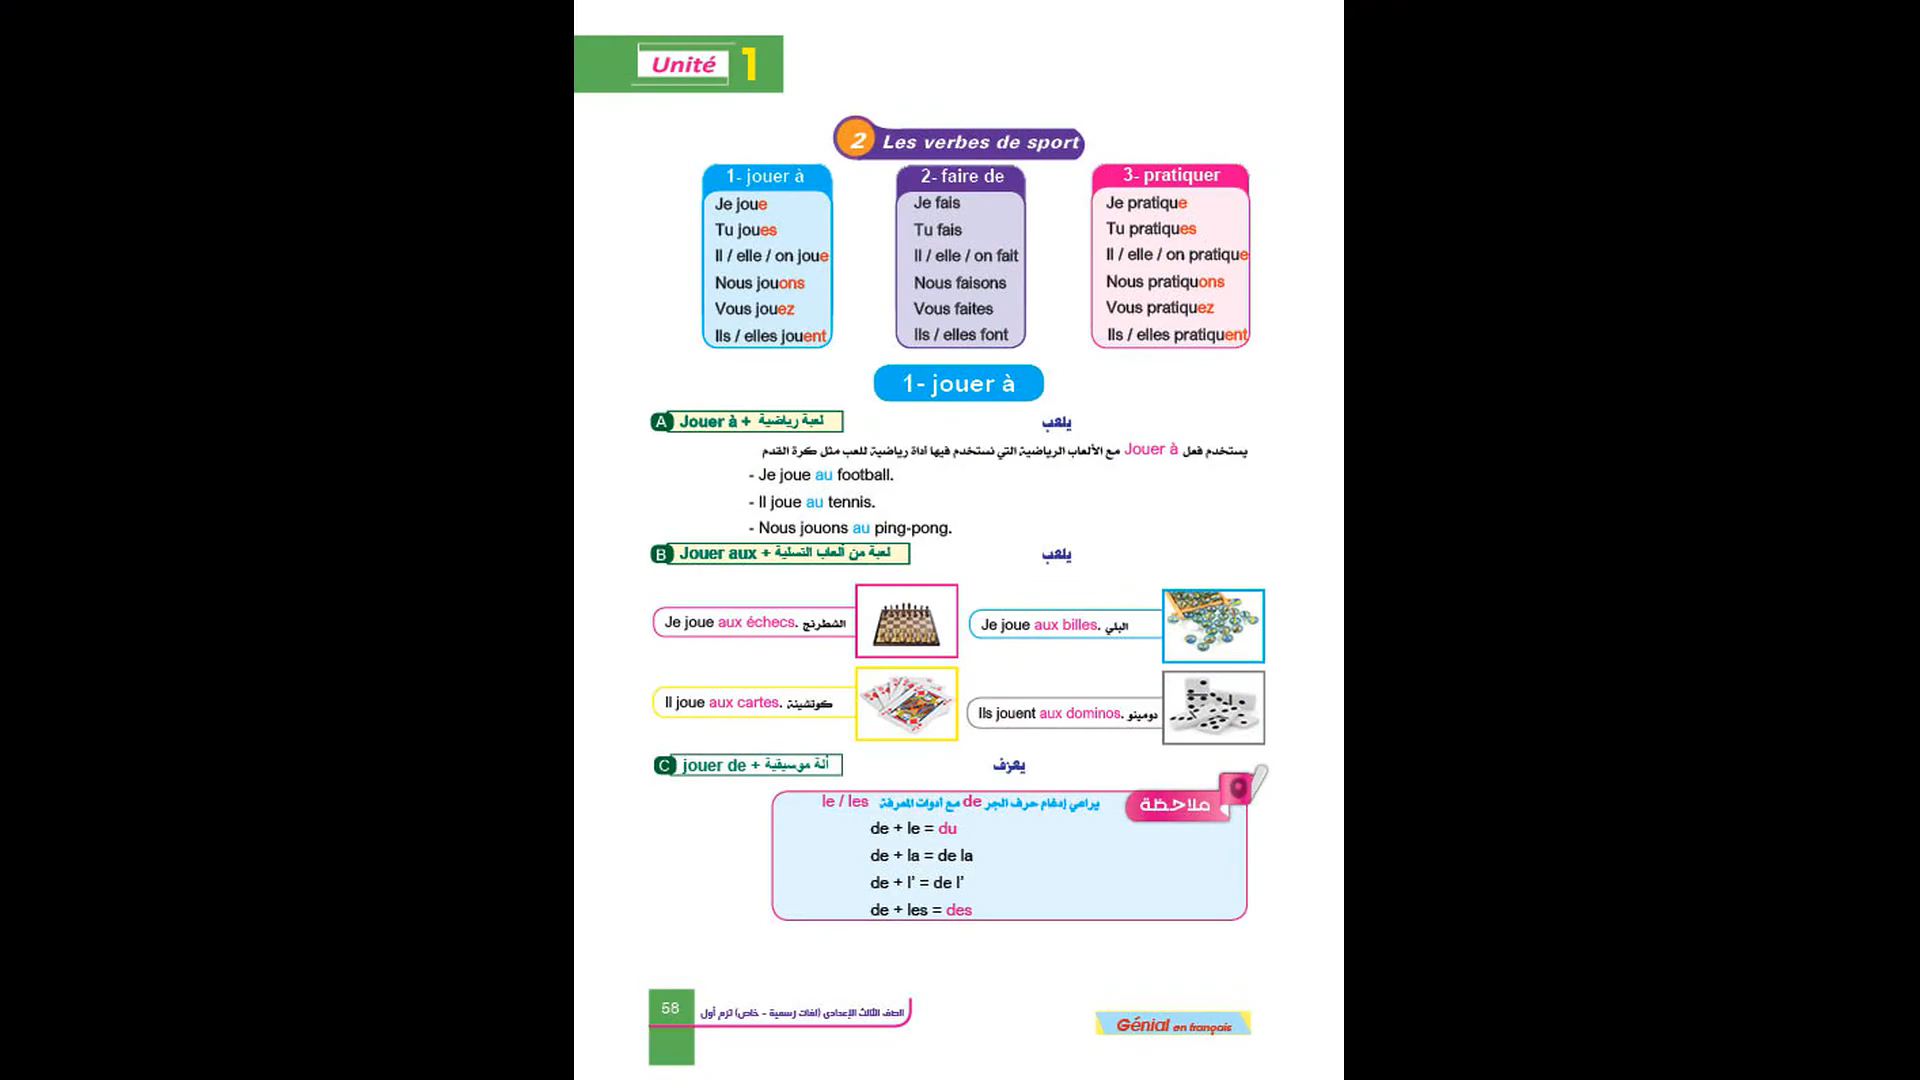 Unité 1
2 Les verbes de sport
1- jouer à
Je joue
Tu joues
Il / elle / on joue
Nous jouons
Vous jouez
Ils / elles jouent
2- faire de
Je fais
Tu fais
Il / elle / on fait
Nous faisons
Vous faites
Ils / elles font
3- pratiquer
Je pratique
Tu pratiques
Il / elle / on pratique
Nous pratiquons
Vous pratiquez
Ils / elles pratiquent
1- jouer à
A Jouer à + لعبة رياضية يلعب
يستخدم فعل Jouer à مع الألعاب الرياضية التي نستخدم فيها أداة رياضية للعب مثل كرة القدم
- Je joue au football.
- Il joue au tennis.
- Nous jouons au ping-pong.
B Jouer aux + لعبة من ألعاب التسلية يلعب
Je joue aux échecs. الشطرنج
Je joue aux billes. البلي
Il joue aux cartes. كوتشينة
Ils jouent aux dominos. دومينو
C jouer de + آلة موسيقية يعزف
ملاحظة
يراعي إدغام حرف الجر de مع أدوات المعرفة le / les
de + le = du
de + la = de la
de + l’ = de l’
de + les = des
58
الصف الثالث الإعدادى (لغات رسمية - خاص) ترم أول
Génial en français